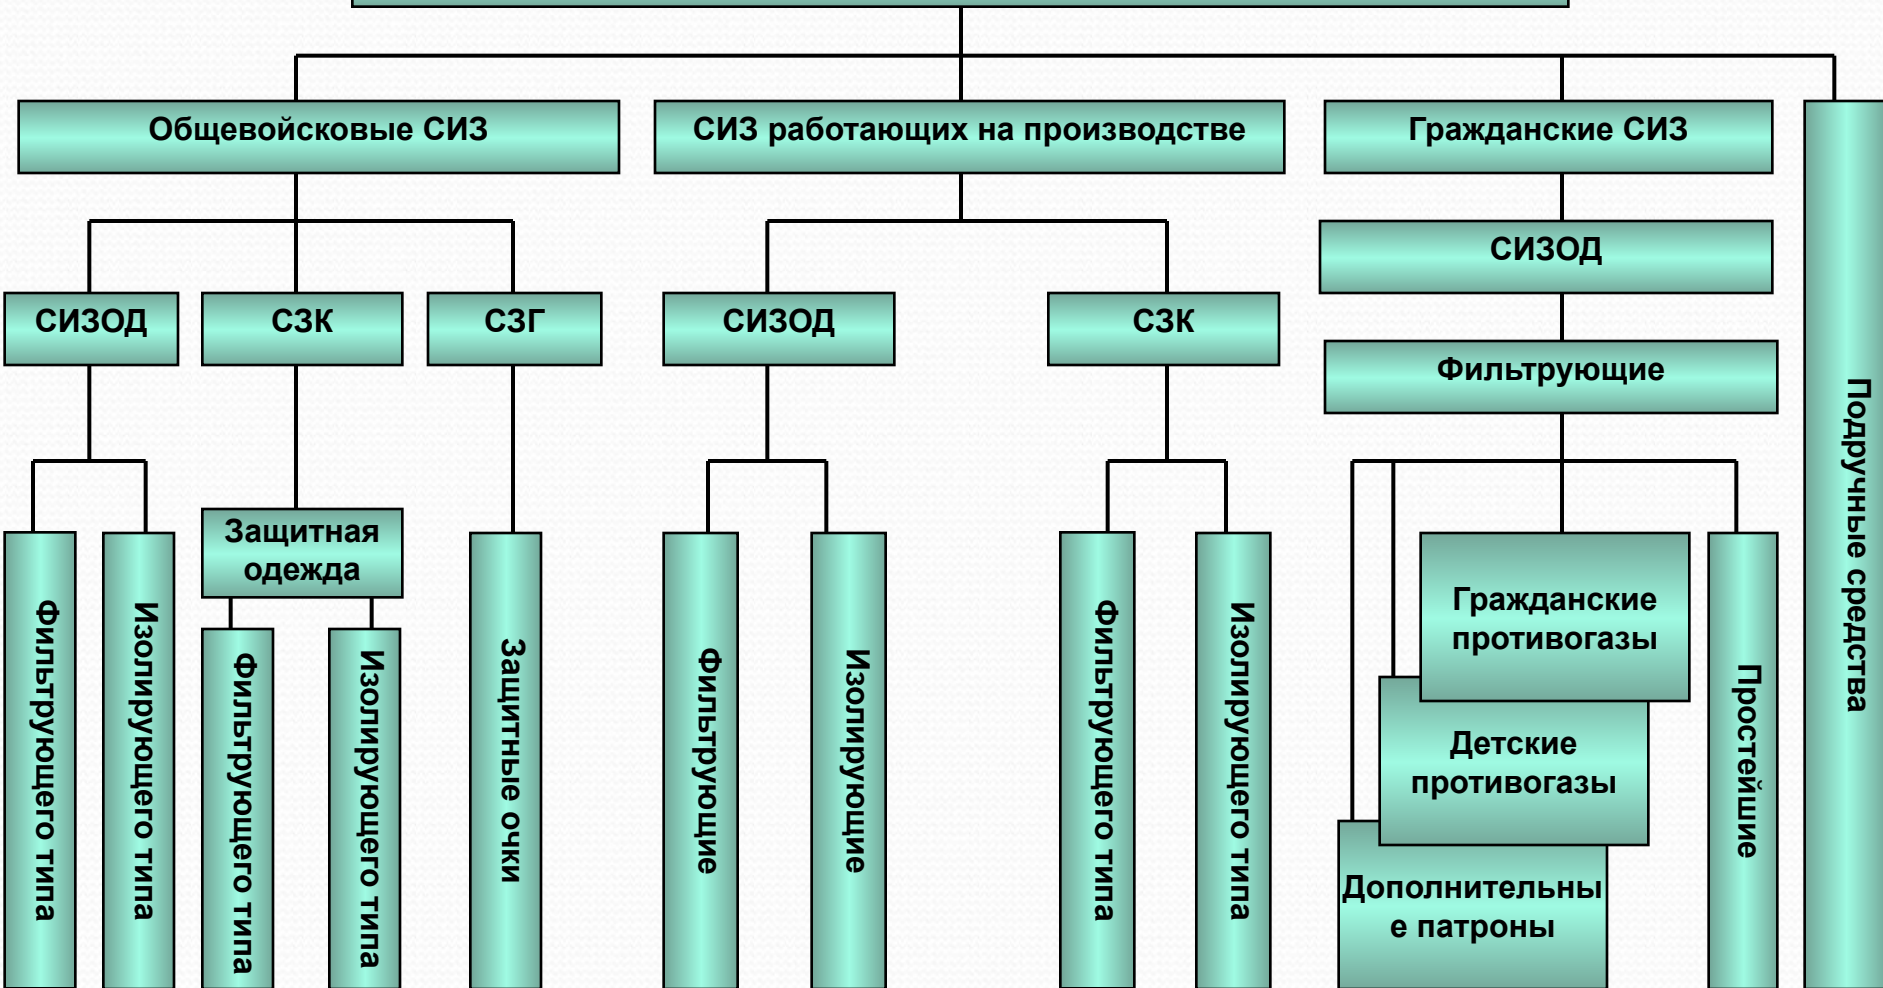 Общевойсковые СИЗ
СИЗ работающих на производстве
Гражданские СИЗ
Подручные средства
СИЗОД
СИЗОД
СЗК
СЗГ
СИЗОД
СЗК
Фильтрующие
Защитная
одежда
Фильтрующего типа
Изолирующего типа
Фильтрующего типа
Изолирующего типа
Защитные очки
Фильтрующие
Изолирующие
Фильтрующего типа
Изолирующего типа
Гражданские
противогазы
Детские
противогазы
Дополнительны
е патроны
Простейшие